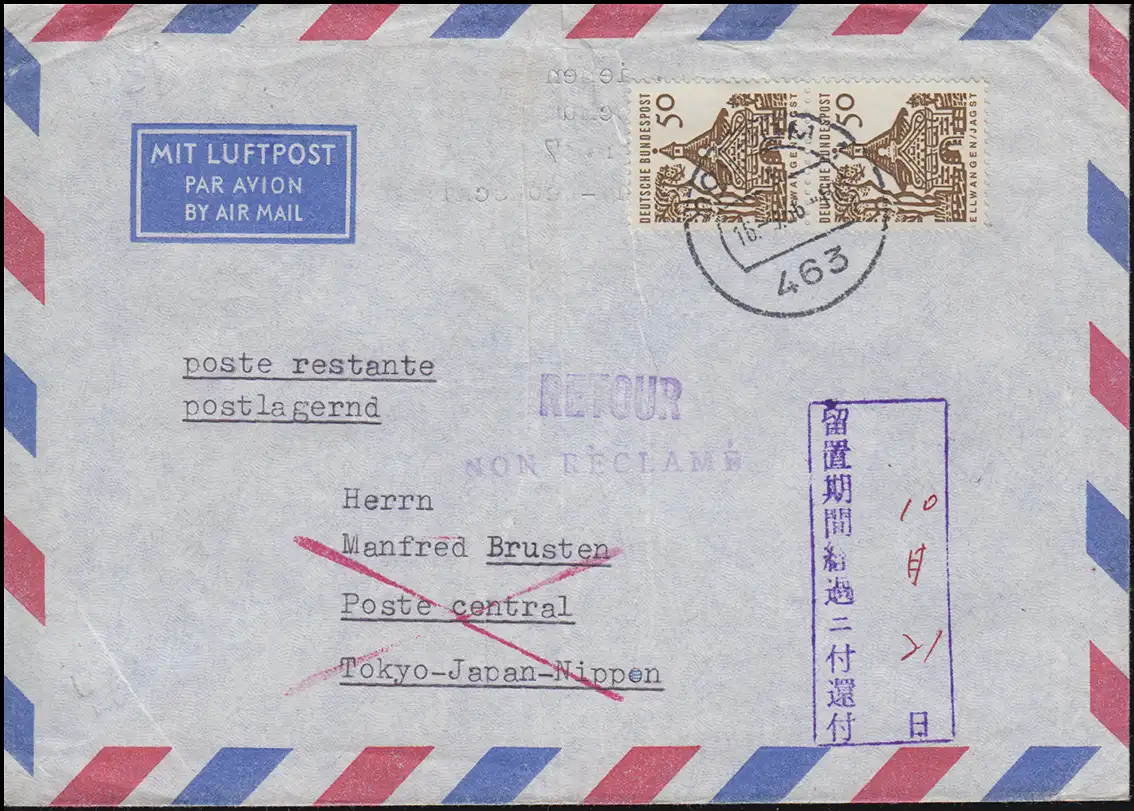 MIT LUFTPOST
PAR AVION
BY AIR MAIL
DEUTSCHE BUNDESPOST
50
ELLWANGEN/JAGST
DEUTSCHE BUNDESPOST
50
ELLWANGEN/JAGST
463
poste restante
postlagernd
RETOUR
NON RÉCLAMÉ
Herrn
Manfred Brusten
Poste central
Tokyo-Japan-Nippon
留置期間経過ニ付還付
10
月
21
日